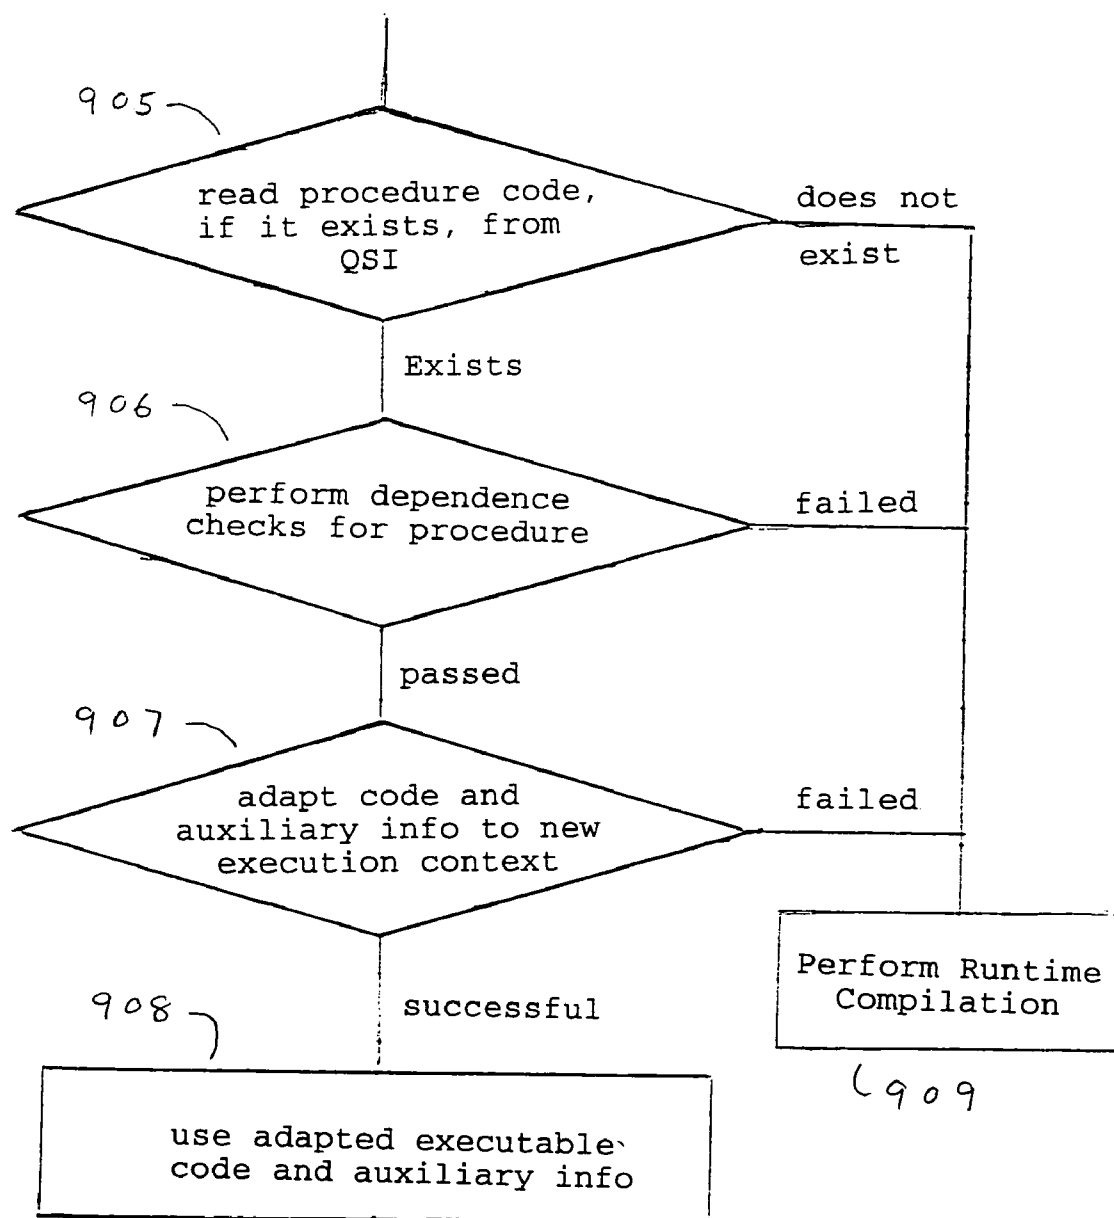 905
read procedure code,
if it exists, from
QSI
does not
exist
Exists
906
perform dependence
checks for procedure
failed
passed
907
adapt code and
auxiliary info to new
execution context
failed
successful
Perform Runtime
Compilation
908
909
use adapted executable
code and auxiliary info